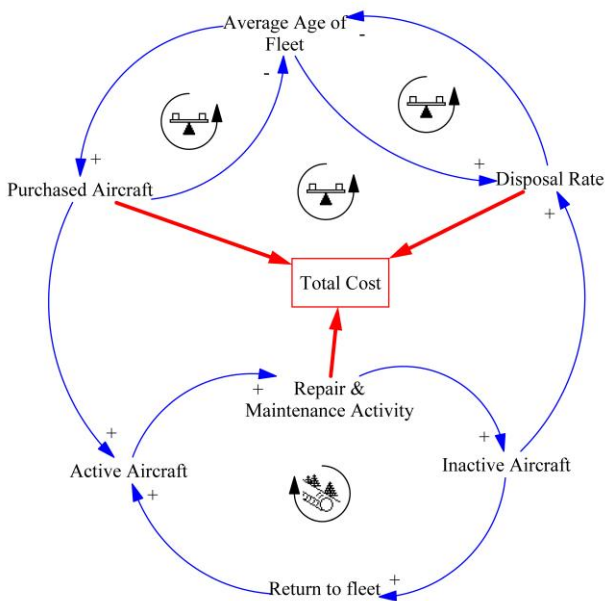 Average Age of
Fleet
-
-
+
+
Purchased Aircraft
Disposal Rate
+
Total Cost
+
Repair &
Maintenance Activity
+
+
Active Aircraft
Inactive Aircraft
+
Return to fleet
+